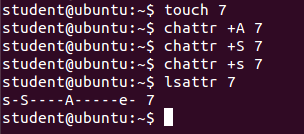 student@ubuntu:~$ touch 7
student@ubuntu:~$ chattr +A 7
student@ubuntu:~$ chattr +S 7
student@ubuntu:~$ chattr +s 7
student@ubuntu:~$ lsattr 7
s-S----A-----e- 7
student@ubuntu:~$